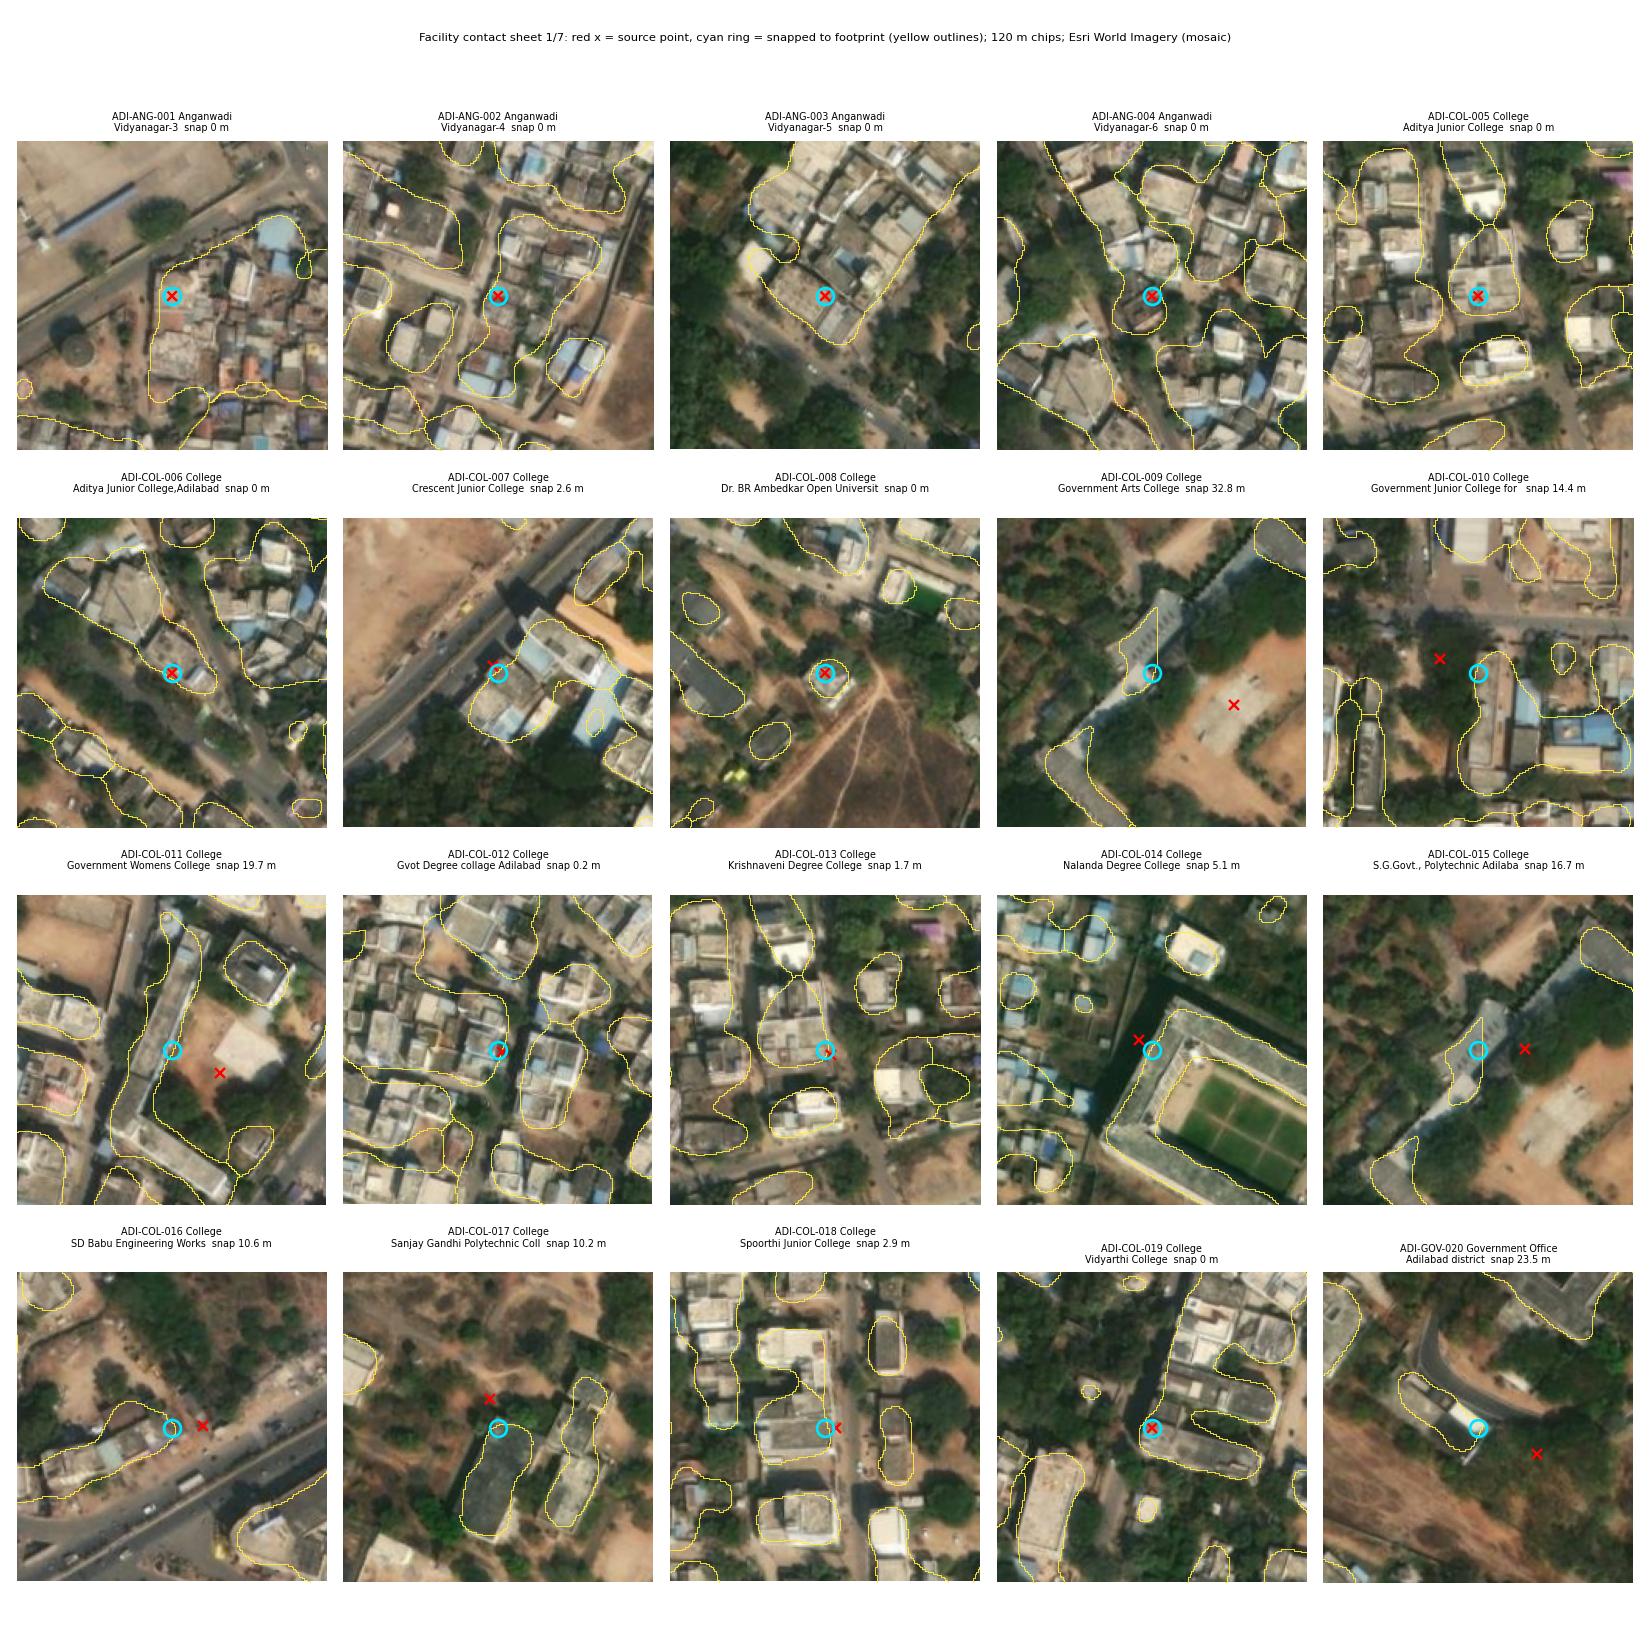 Facility contact sheet 1/7: red x = source point, cyan ring = snapped to footprint (yellow outlines); 120 m chips; Esri World Imagery (mosaic)
ADI-ANG-001 Anganwadi
Vidyanagar-3  snap 0 m
ADI-ANG-002 Anganwadi
Vidyanagar-4  snap 0 m
ADI-ANG-003 Anganwadi
Vidyanagar-5  snap 0 m
ADI-ANG-004 Anganwadi
Vidyanagar-6  snap 0 m
ADI-COL-005 College
Aditya Junior College  snap 0 m
ADI-COL-006 College
Aditya Junior College,Adilabad  snap 0 m
ADI-COL-007 College
Crescent Junior College  snap 2.6 m
ADI-COL-008 College
Dr. BR Ambedkar Open Universit  snap 0 m
ADI-COL-009 College
Government Arts College  snap 32.8 m
ADI-COL-010 College
Government Junior College for   snap 14.4 m
ADI-COL-011 College
Government Womens College  snap 19.7 m
ADI-COL-012 College
Gvot Degree collage Adilabad  snap 0.2 m
ADI-COL-013 College
Krishnaveni Degree College  snap 1.7 m
ADI-COL-014 College
Nalanda Degree College  snap 5.1 m
ADI-COL-015 College
S.G.Govt., Polytechnic Adilaba  snap 16.7 m
ADI-COL-016 College
SD Babu Engineering Works  snap 10.6 m
ADI-COL-017 College
Sanjay Gandhi Polytechnic Coll  snap 10.2 m
ADI-COL-018 College
Spoorthi Junior College  snap 2.9 m
ADI-COL-019 College
Vidyarthi College  snap 0 m
ADI-GOV-020 Government Office
Adilabad district  snap 23.5 m